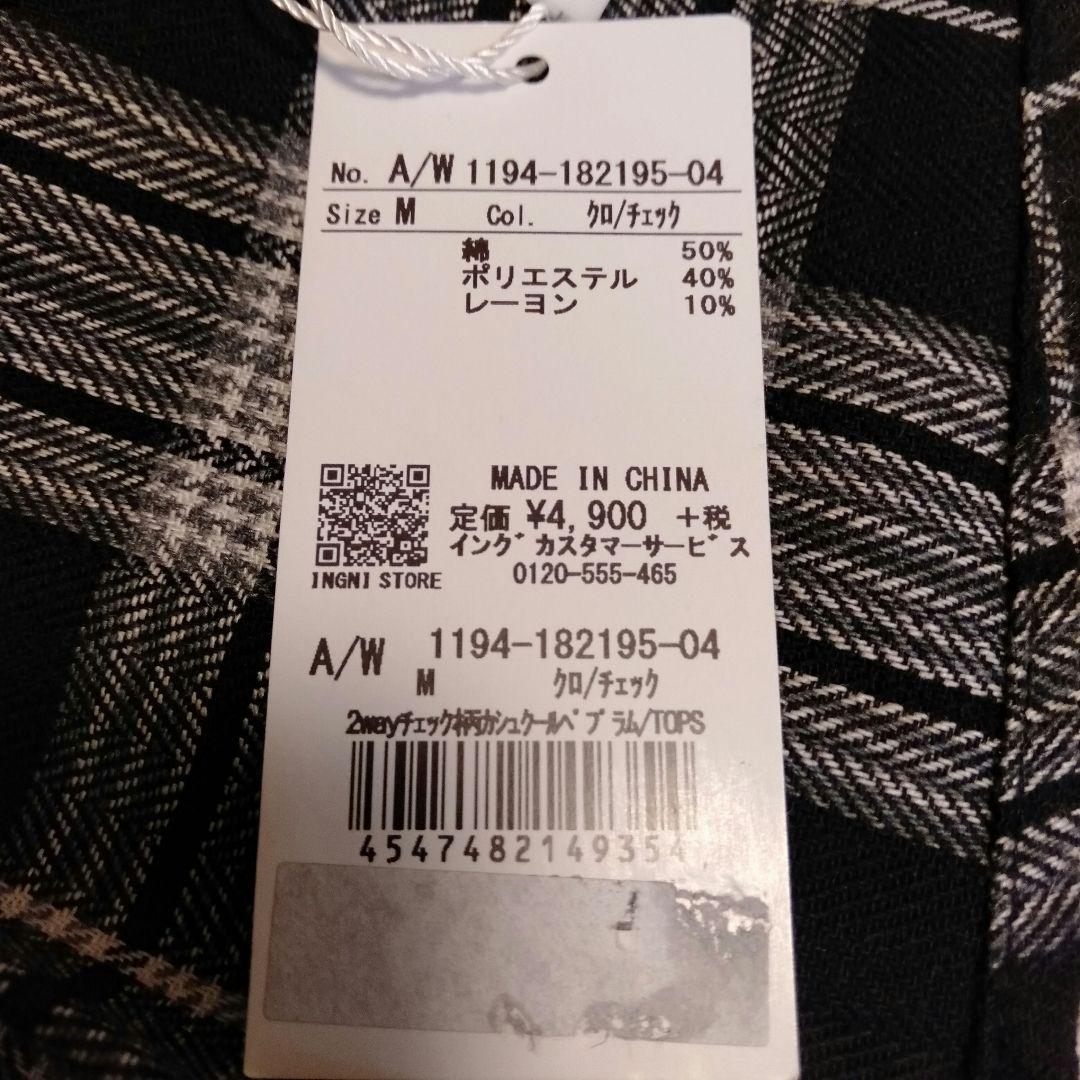 No. A/W 1194-182195-04
Size M Col. ｸﾛ/ﾁｪｯｸ
綿 50%
ポリエステル 40%
レーヨン 10%
MADE IN CHINA
定価 ¥4,900 +税
イングﾞカスタマーサービﾞス
INGNI STORE 0120-555-465
A/W 1194-182195-04
M ｸﾛ/ﾁｪｯｸ
2wayチェック柄カシュクールペプラム/TOPS
4547482149354